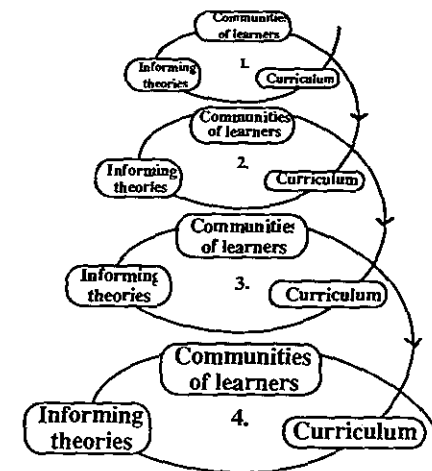 Communities
of learners
1.
Informing
theories
Curriculum
Communities
of learners
2.
Informing
theories
Curriculum
Communities
of learners
3.
Informing
theories
Curriculum
Communities
of learners
4.
Informing
theories
Curriculum